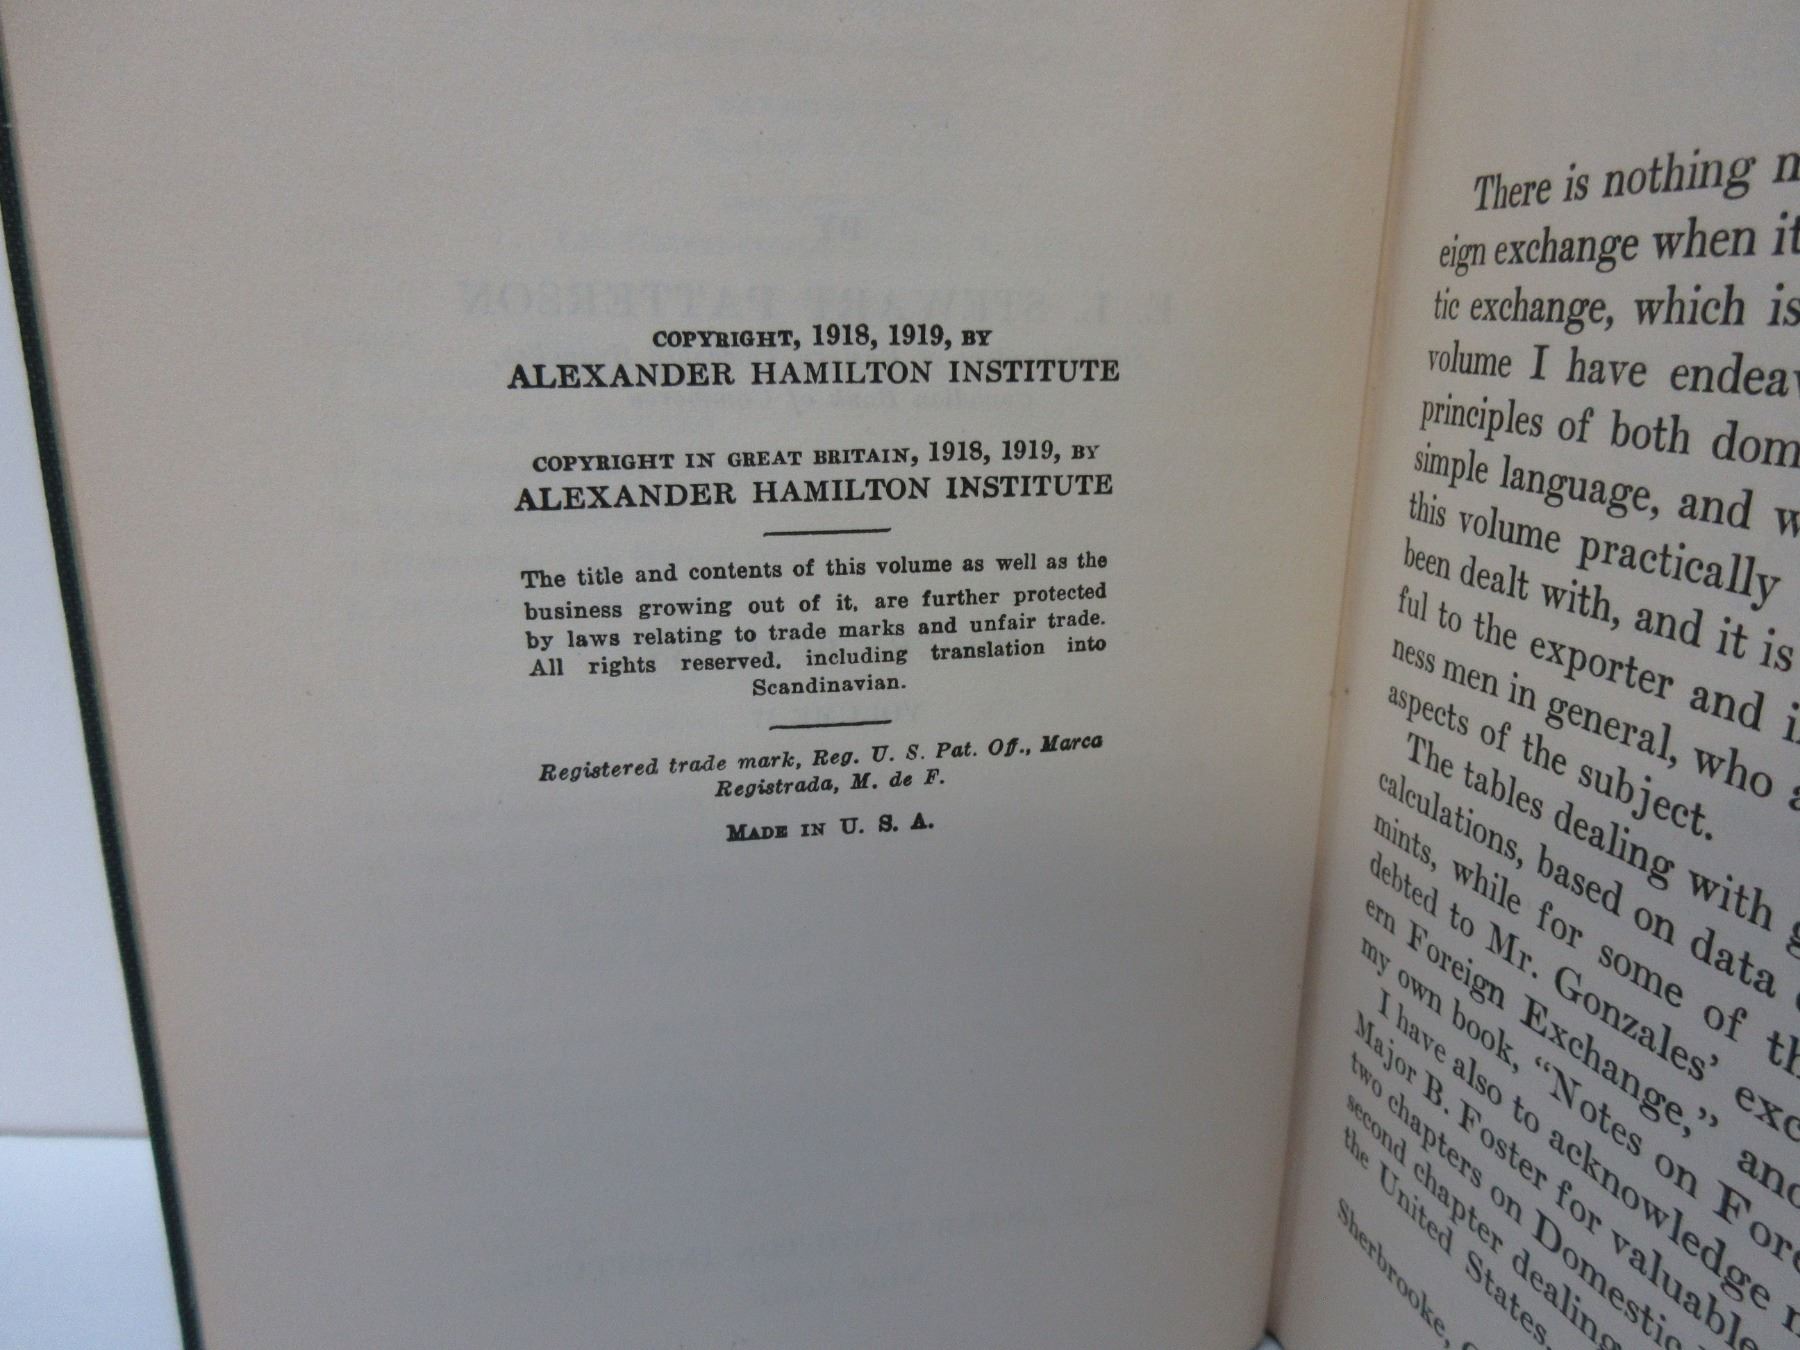 COPYRIGHT, 1918, 1919, BY
ALEXANDER HAMILTON INSTITUTE
COPYRIGHT IN GREAT BRITAIN, 1918, 1919, BY
ALEXANDER HAMILTON INSTITUTE
The title and contents of this volume as well as the
business growing out of it, are further protected
by laws relating to trade marks and unfair trade.
All rights reserved, including translation into
Scandinavian.
Registered trade mark, Reg. U. S. Pat. Off., Marca
Registrada, M. de F.
MADE IN U. S. A.
There is nothing
eign exchange when it
tic exchange, which is
volume I have endeav
principles of both dom
simple language, and w
this volume practically
been dealt with, and it is
ful to the exporter and i
ness men in general, who a
aspects of the subject.
The tables dealing with g
calculations, based on data
mints, while for some of th
debted to Mr. Gonzales' exc
ern Foreign Exchange," and
my own book, "Notes on Fore
I have also to acknowledge
Major B. Foster for valuable
two chapters on Domestic
second chapter dealing
the United States.
Sherbrooke,